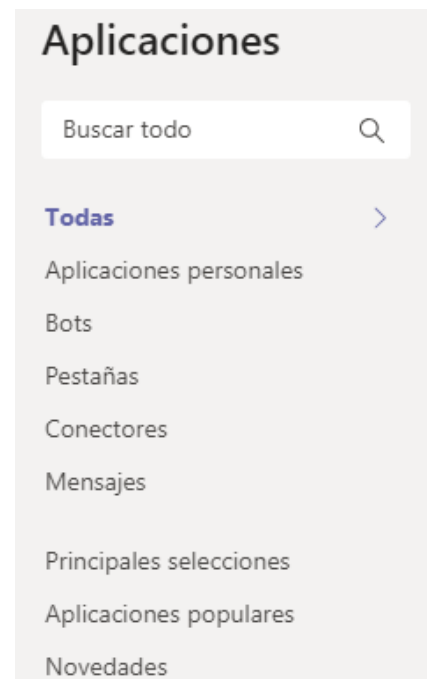 Aplicaciones
Buscar todo
Todas
Aplicaciones personales
Bots
Pestañas
Conectores
Mensajes
Principales selecciones
Aplicaciones populares
Novedades